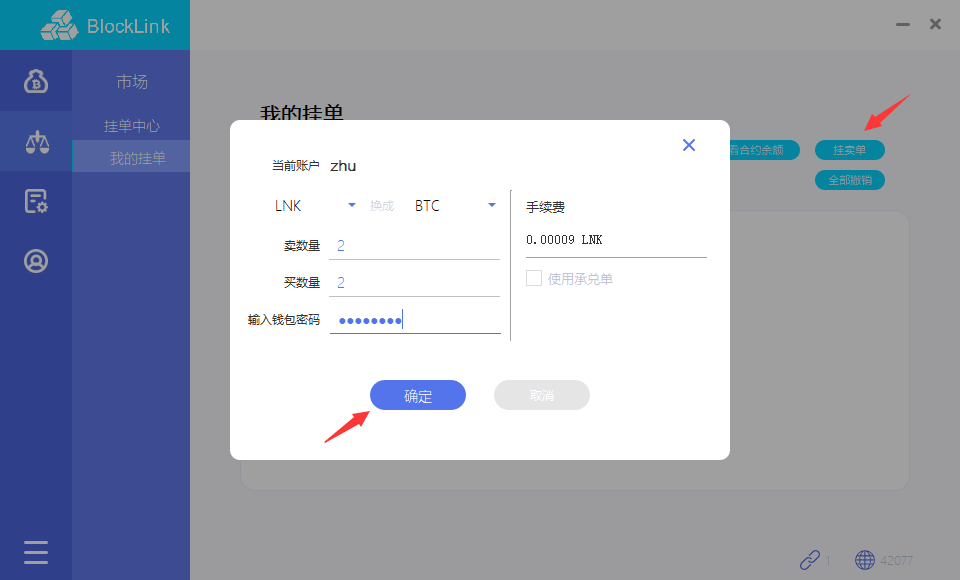 BlockLink
市场
挂单中心
我的挂单
我的挂单
看合约余额
挂卖单
全部撤销
当前账户 zhu
LNK 换成 BTC
卖数量 2
买数量 2
输入钱包密码 ●●●●●●●●
手续费
0.00009 LNK
使用承兑单
确定
取消
1
42077